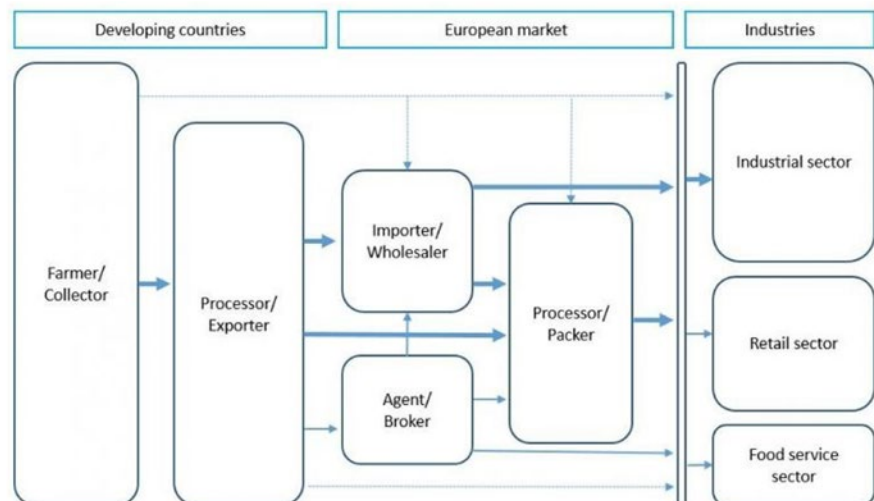 Developing countries
European market
Industries
Farmer/
Collector
Processor/
Exporter
Importer/
Wholesaler
Agent/
Broker
Processor/
Packer
Industrial sector
Retail sector
Food service
sector